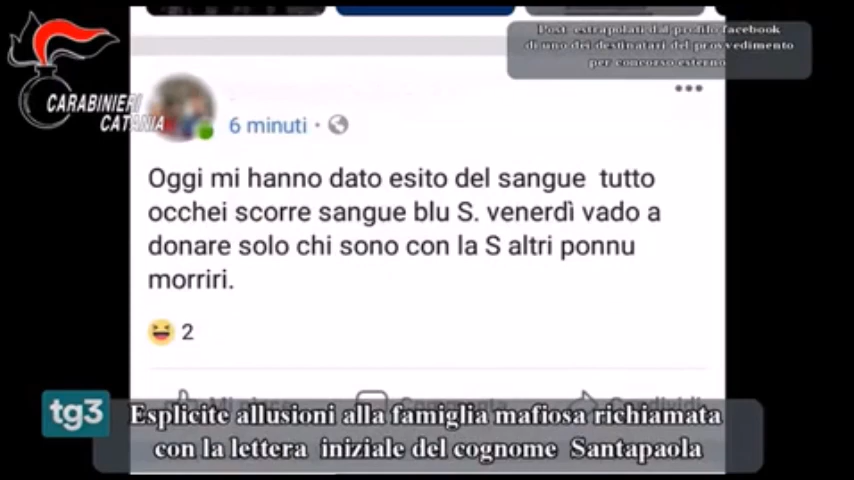 Post estrapolati dal profilo facebook
di uno dei destinatari del provvedimento
per concorso esterno
CARABINIERI
CATANIA
6 minuti ·
Oggi mi hanno dato esito del sangue tutto
occhei scorre sangue blu S. venerdì vado a
donare solo chi sono con la S altri ponnu
morriri.
2
tg3
Esplicite allusioni alla famiglia mafiosa richiamata
con la lettera iniziale del cognome Santapaola